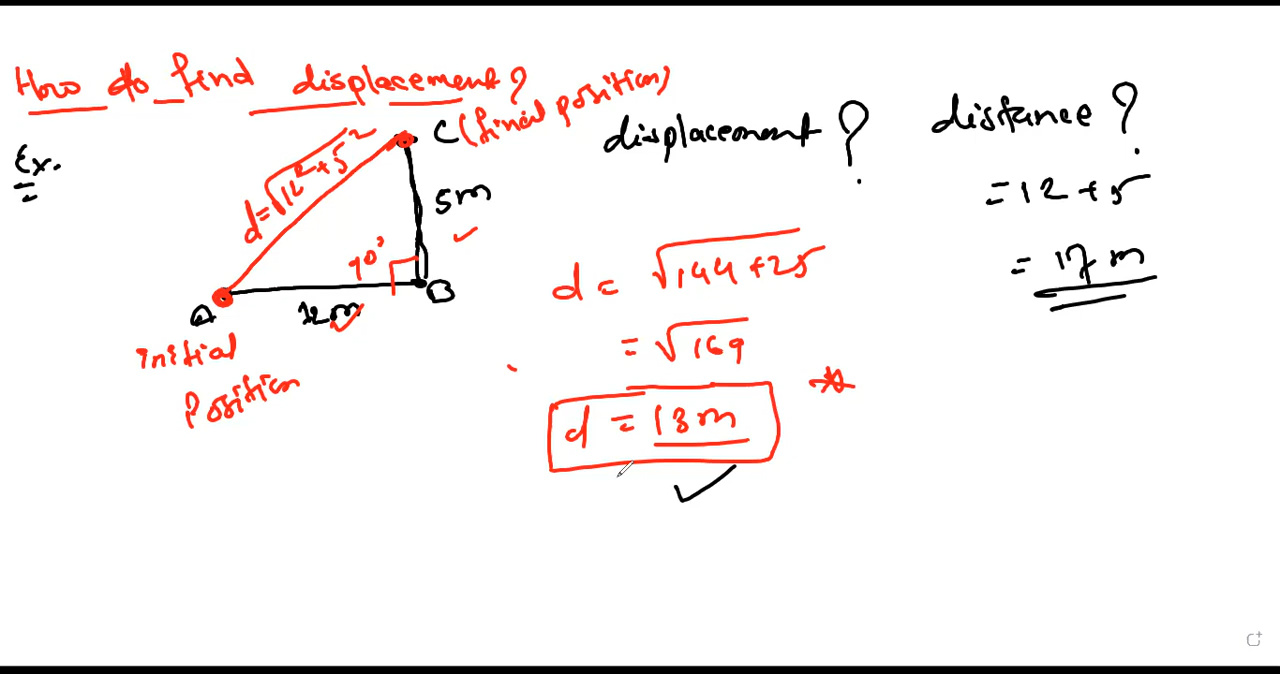 How to find displacement?
Ex.
C (final position)
d=√12²+5²
5m
90°
A
12m
B
initial
position
displacement?
d= √144+25
= √169
d = 13m
distance?
=12+5
= 17m